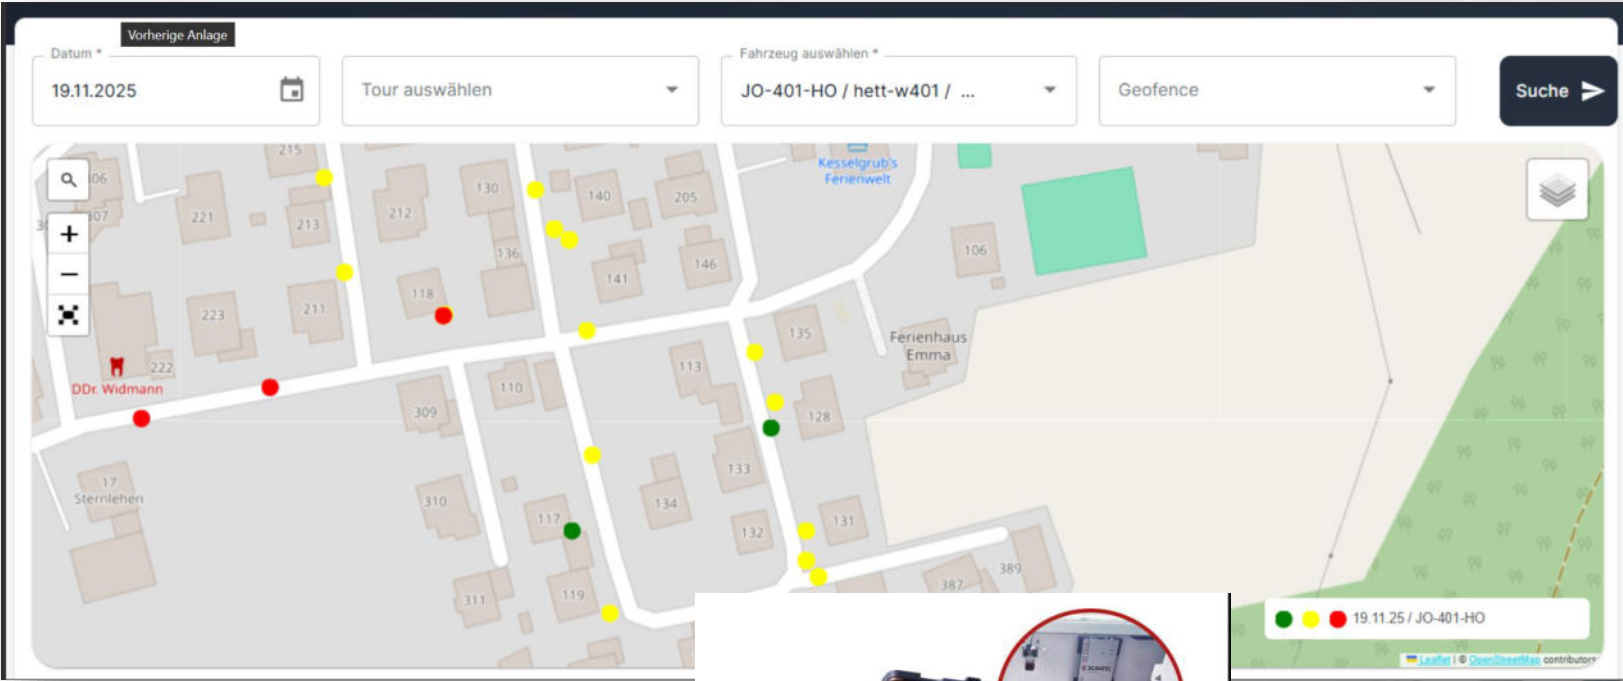 Vorherige Anlage
Datum *
19.11.2025
Tour auswählen
Fahrzeug auswählen *
JO-401-HO / hett-w401 / ...
Geofence
Suche
215
306
307
221
213
212
130
140
205
Kesselgrub's
Ferienwelt
136
141
146
106
118
223
211
222
DDr. Widmann
135
Ferienhaus
Emma
113
110
309
128
17
Sternlehen
310
117
134
133
132
131
311
119
387
389
19.11.25 / JO-401-HO
Leaflet | © OpenStreetMap contributors
SCANTEC